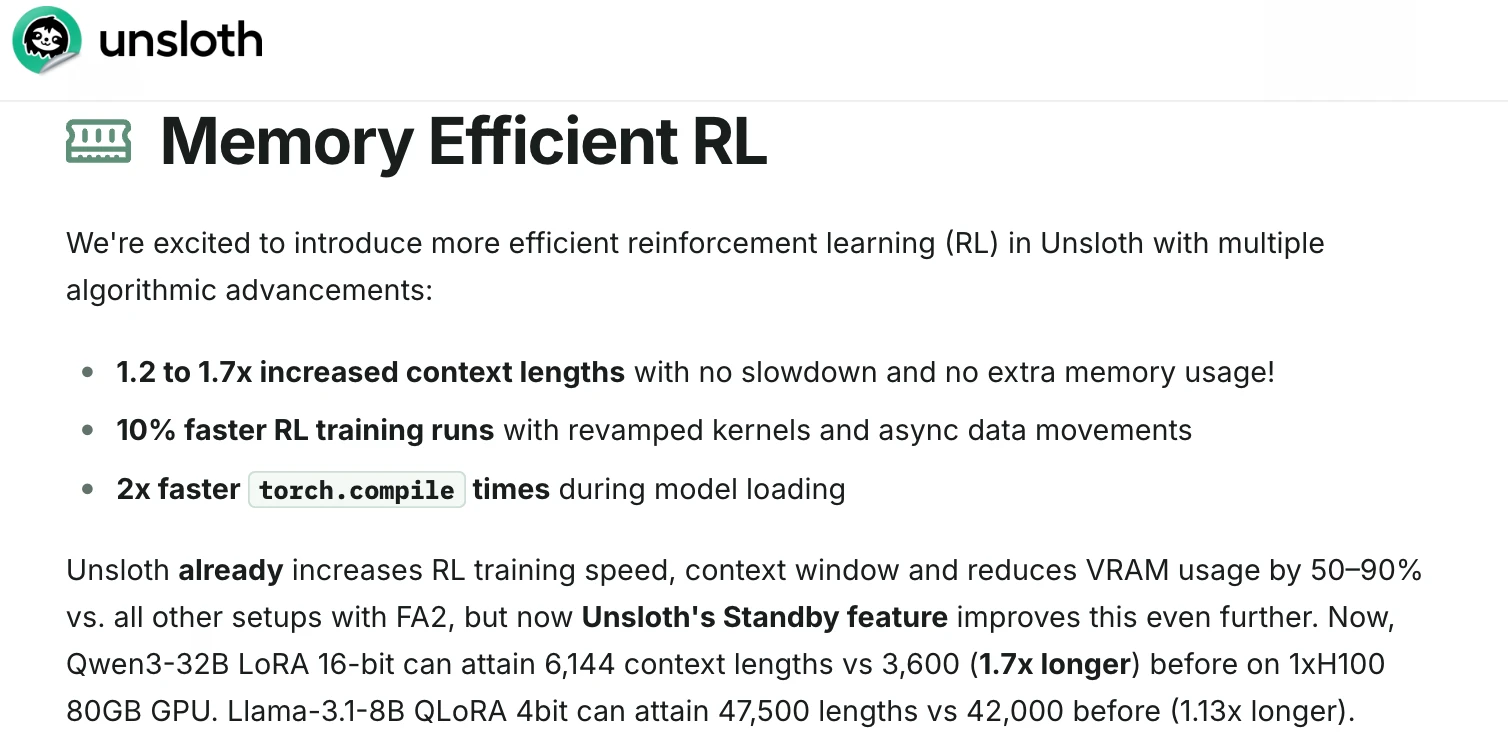 unsloth
Memory Efficient RL
We're excited to introduce more efficient reinforcement learning (RL) in Unsloth with multiple
algorithmic advancements:
1.2 to 1.7x increased context lengths with no slowdown and no extra memory usage!
10% faster RL training runs with revamped kernels and async data movements
2x faster torch.compile times during model loading
Unsloth already increases RL training speed, context window and reduces VRAM usage by 50–90%
vs. all other setups with FA2, but now Unsloth's Standby feature improves this even further. Now,
Qwen3-32B LoRA 16-bit can attain 6,144 context lengths vs 3,600 (1.7x longer) before on 1xH100
80GB GPU. Llama-3.1-8B QLoRA 4bit can attain 47,500 lengths vs 42,000 before (1.13x longer).